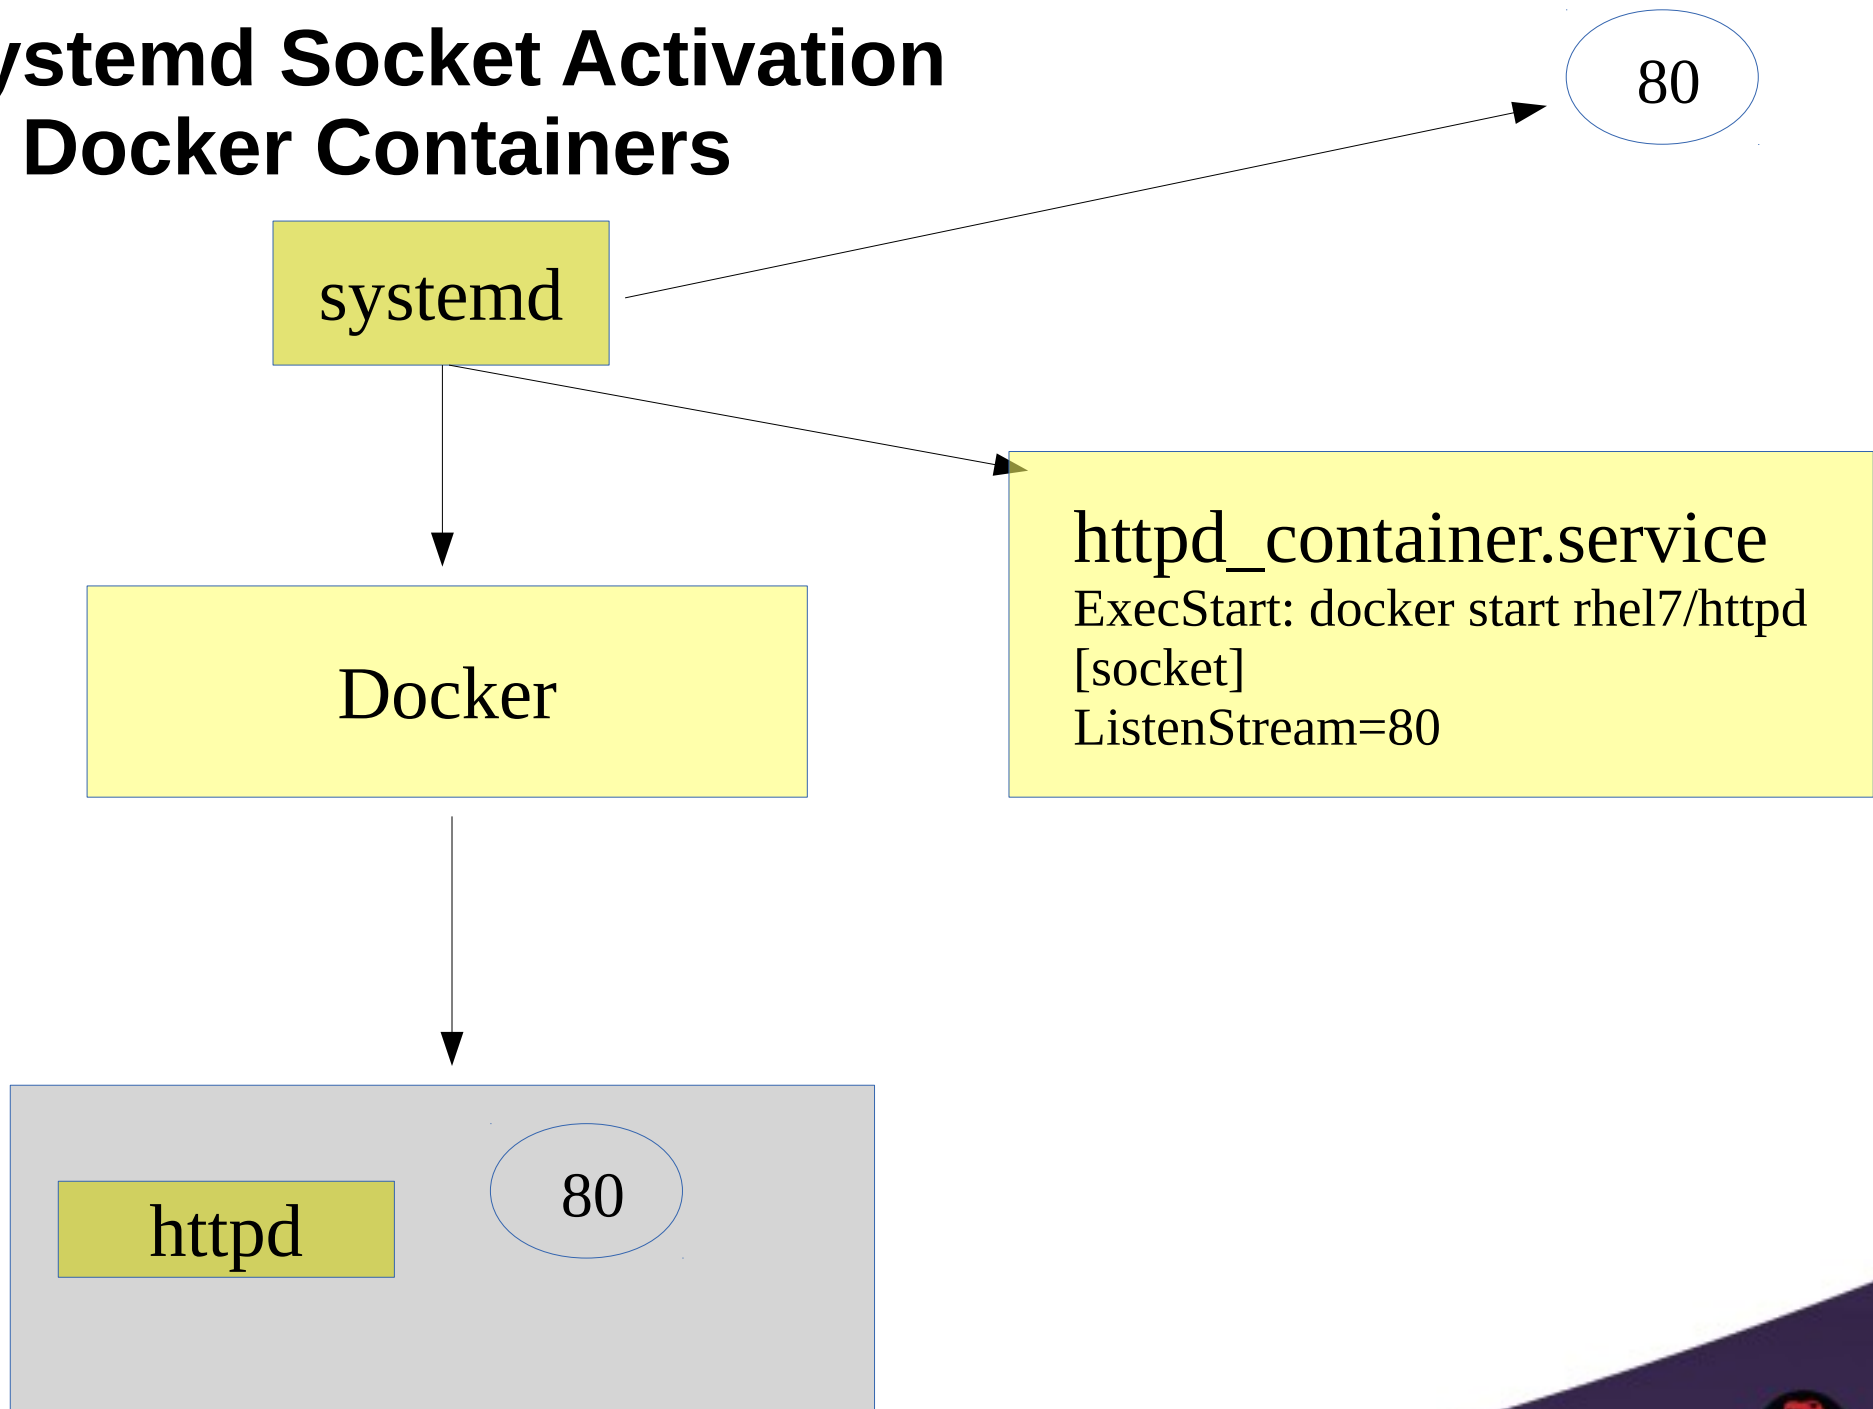 ystemd Socket Activation
Docker Containers
80
systemd
httpd_container.service
ExecStart: docker start rhel7/httpd
[socket]
ListenStream=80
Docker
80
httpd